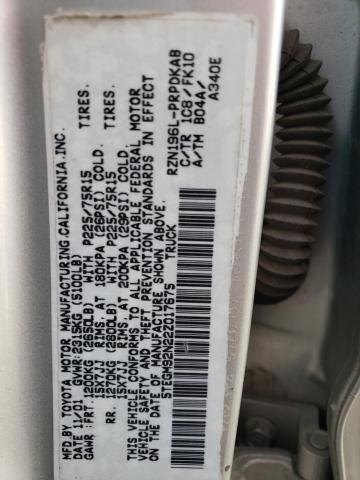 MFD BY TOYOTA MOTOR MANUFACTURING, CALIFORNIA, INC.
DATE 11/01 GVWR: 2315KG (5100LB)
GAWR: FRT. 1200KG (2650LB) WITH P225/75R15 TIRES.
15X7JJ RIMS, AT 180KPA (26PSI) COLD.
RR. 1270KG (2800LB) WITH P225/75R15 TIRES.
15X7JJ RIMS, AT 200KPA (29PSI) COLD.
THIS VEHICLE CONFORMS TO ALL APPLICABLE FEDERAL MOTOR
VEHICLE SAFETY AND THEFT PREVENTION STANDARDS IN EFFECT
ON THE DATE OF MANUFACTURE SHOWN ABOVE.
5TEGM92N22Z017675 TRUCK
RZN196L-PRPDKAB
C/TR 1C8 /FK10
A/TM B04A/
A340E